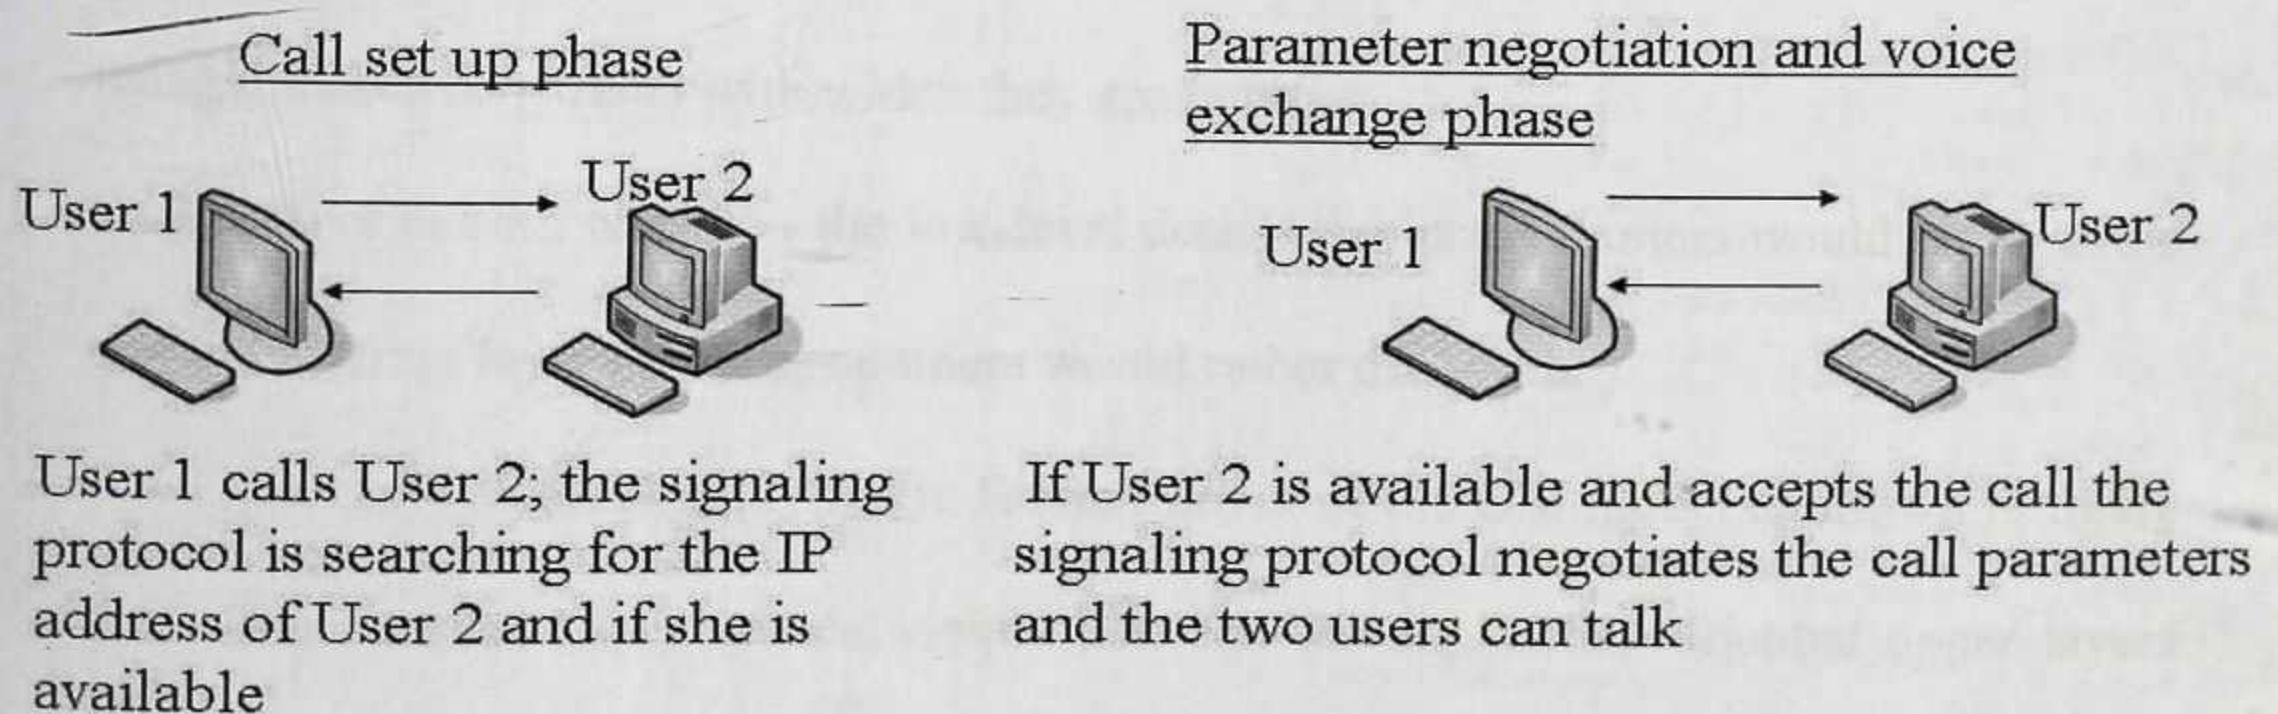 Call set up phase
User 1
User 2
User 1 calls User 2; the signaling
protocol is searching for the IP
address of User 2 and if she is
available
Parameter negotiation and voice
exchange phase
User 1
User 2
If User 2 is available and accepts the call the
signaling protocol negotiates the call parameters
and the two users can talk